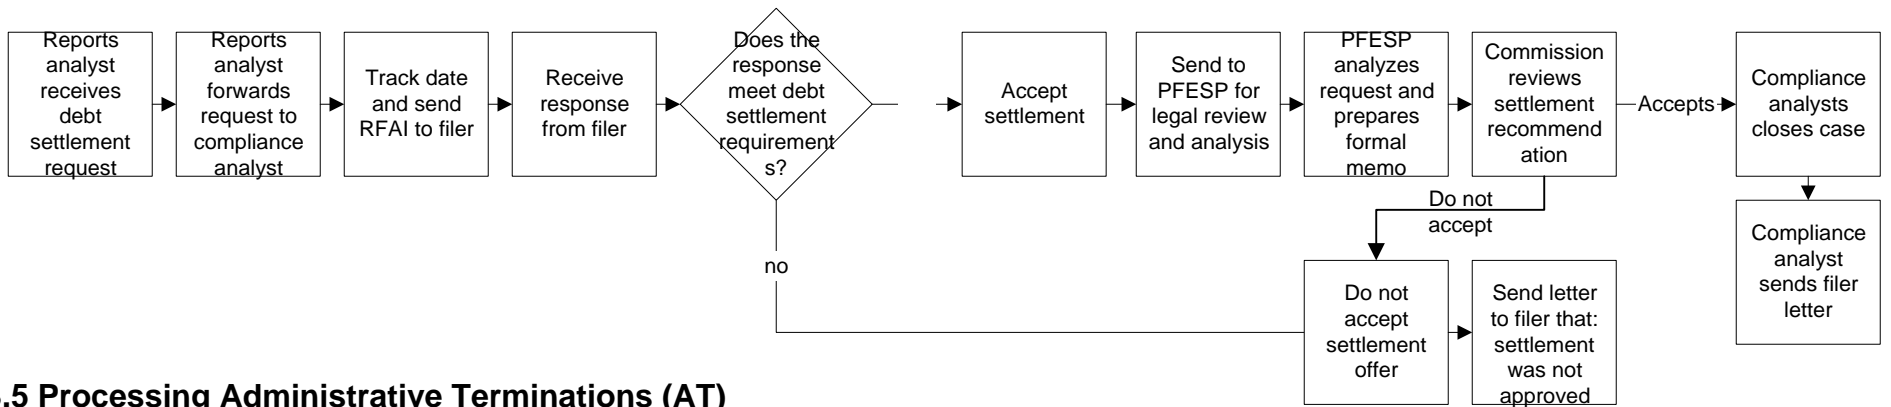 Reports
analyst
receives
debt
settlement
request
Reports
analyst
forwards
request to
compliance
analyst
Track date
and send
RFAI to filer
Receive
response
from filer
Does the
response
meet debt
settlement
requirement
s?
Accept
settlement
Send to
PFESP for
legal review
and analysis
PFESP
analyzes
request and
prepares
formal
memo
Commission
reviews
settlement
recommend
ation
Accepts
Compliance
analysts
closes case
Do not
accept
Compliance
analyst
sends filer
letter
no
Do not
accept
settlement
offer
Send letter
to filer that:
settlement
was not
approved
.5 Processing Administrative Terminations (AT)